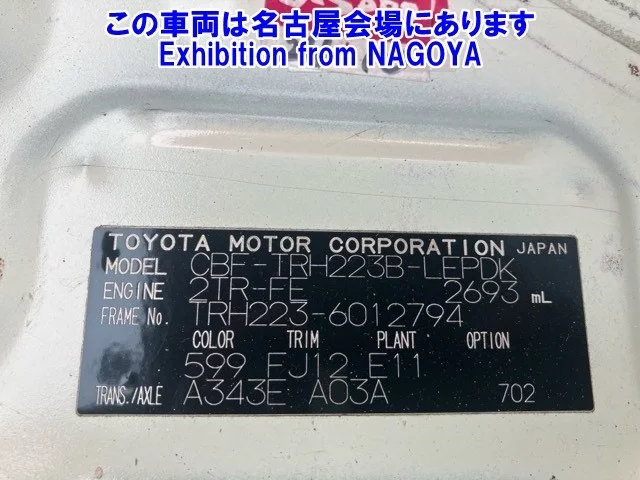 この車両は名古屋会場にあります
Exhibition from NAGOYA
TOYOTA MOTOR CORPORATION JAPAN
MODEL CBF-TRH223B-LEPDK
ENGINE 2TR-FE 2693 mL
FRAME No. TRH223-6012794
COLOR TRIM PLANT OPTION
599 FJ12 E11
TRANS./AXLE A343E A03A 702